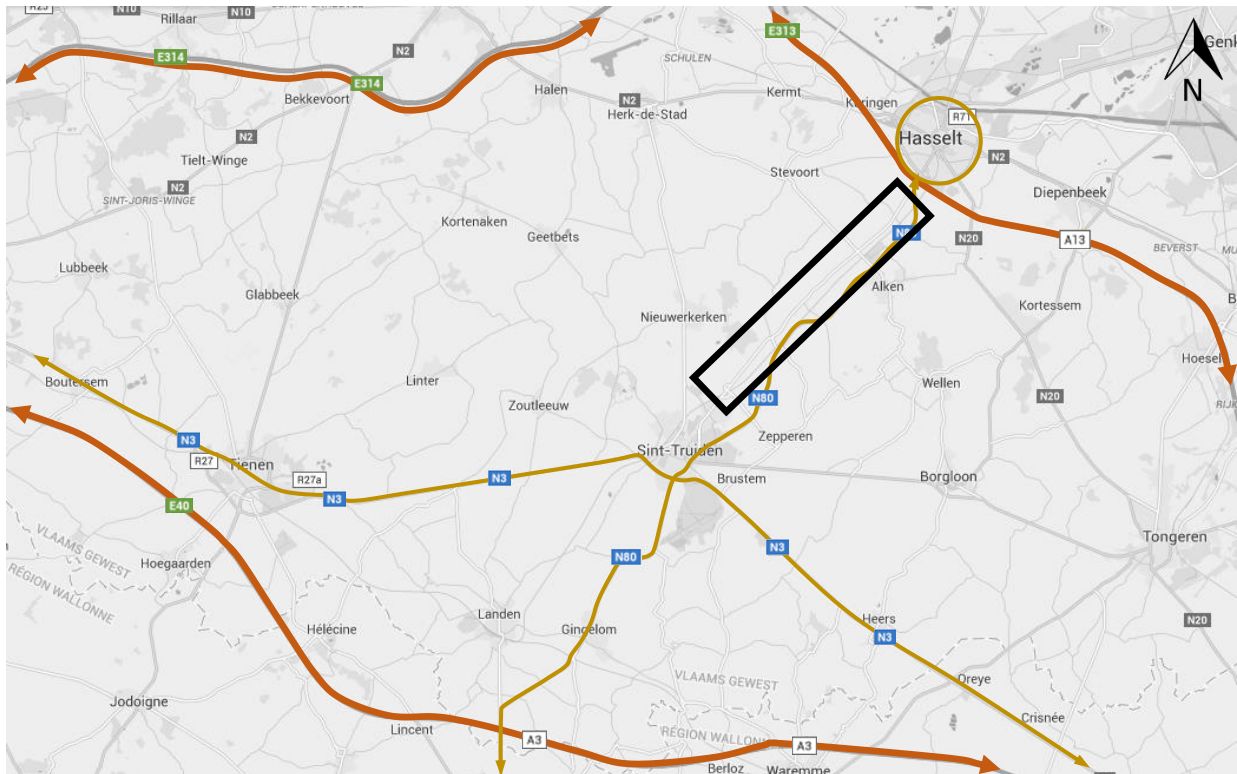 R25
N10
Rillaar
N10
N2
E314
E314
Bekkevoort
N2
Tielt-Winge
N2
SINT-JORIS-WINGE
Halen
N2
Herk-de-Stad
SCHULEN
E313
Kermt
Kuringen
R71
Hasselt
N2
Genk
N
Stevoort
Diepenbeek
N20
A13
BEVERST
Kortenaken
Geetbets
Lubbeek
Glabbeek
Alken
Kortessem
Nieuwerkerken
Hoesel
Boutersem
Linter
Zoutleeuw
Wellen
N80
N20
N3
R27
Tienen
R27a
N3
N3
Sint-Truiden
Zepperen
Brustem
Borgloon
E40
Tongeren
VLAAMS GEWEST
RÉGION WALLONNE
Hoegaarden
N80
N3
Landen
Gingelom
Heers
N3
N20
Hélécine
VLAAMS GEWEST
RÉGION WALLONNE
Oreye
Jodoigne
Crisnée
Lincent
A3
A3
Berloz
Waremme